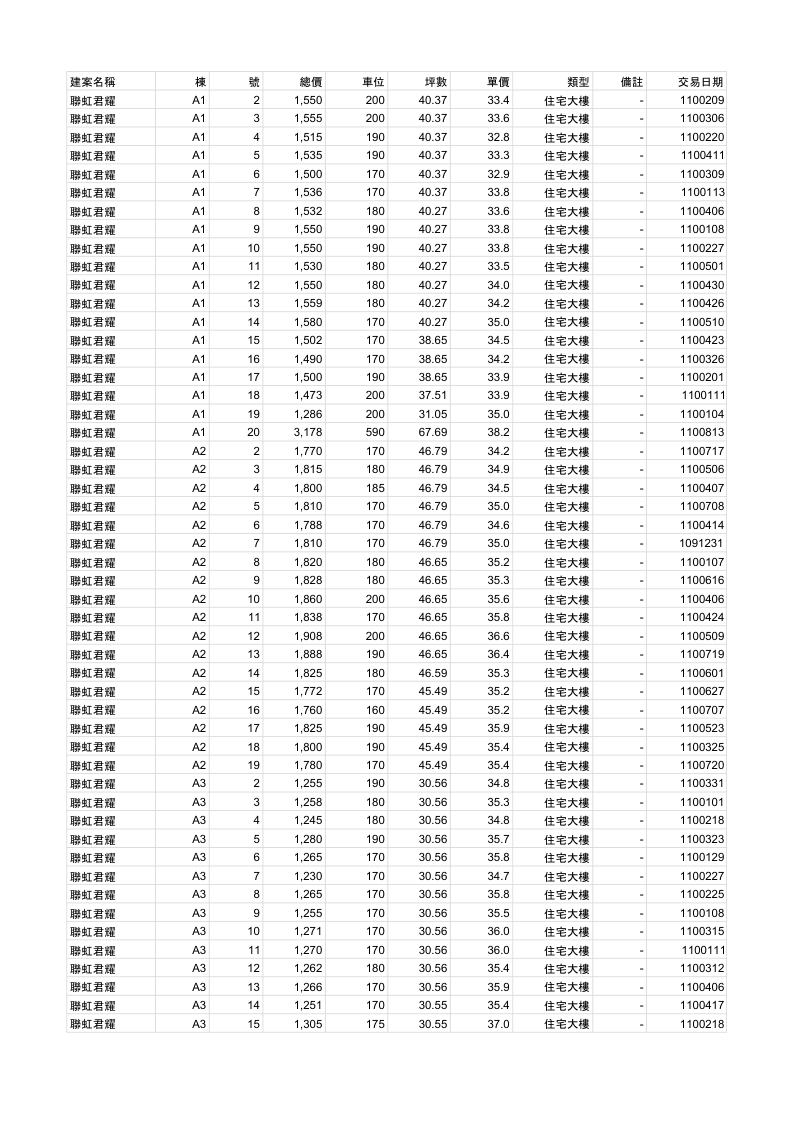 建案名稱 棟 號 總價 車位 坪數 單價 類型 備註 交易日期
聯虹君耀 A1 2 1,550 200 40.37 33.4 住宅大樓 - 1100209
聯虹君耀 A1 3 1,555 200 40.37 33.6 住宅大樓 - 1100306
聯虹君耀 A1 4 1,515 190 40.37 32.8 住宅大樓 - 1100220
聯虹君耀 A1 5 1,535 190 40.37 33.3 住宅大樓 - 1100411
聯虹君耀 A1 6 1,500 170 40.37 32.9 住宅大樓 - 1100309
聯虹君耀 A1 7 1,536 170 40.37 33.8 住宅大樓 - 1100113
聯虹君耀 A1 8 1,532 180 40.27 33.6 住宅大樓 - 1100406
聯虹君耀 A1 9 1,550 190 40.27 33.8 住宅大樓 - 1100108
聯虹君耀 A1 10 1,550 190 40.27 33.8 住宅大樓 - 1100227
聯虹君耀 A1 11 1,530 180 40.27 33.5 住宅大樓 - 1100501
聯虹君耀 A1 12 1,550 180 40.27 34.0 住宅大樓 - 1100430
聯虹君耀 A1 13 1,559 180 40.27 34.2 住宅大樓 - 1100426
聯虹君耀 A1 14 1,580 170 40.27 35.0 住宅大樓 - 1100510
聯虹君耀 A1 15 1,502 170 38.65 34.5 住宅大樓 - 1100423
聯虹君耀 A1 16 1,490 170 38.65 34.2 住宅大樓 - 1100326
聯虹君耀 A1 17 1,500 190 38.65 33.9 住宅大樓 - 1100201
聯虹君耀 A1 18 1,473 200 37.51 33.9 住宅大樓 - 1100111
聯虹君耀 A1 19 1,286 200 31.05 35.0 住宅大樓 - 1100104
聯虹君耀 A1 20 3,178 590 67.69 38.2 住宅大樓 - 1100813
聯虹君耀 A2 2 1,770 170 46.79 34.2 住宅大樓 - 1100717
聯虹君耀 A2 3 1,815 180 46.79 34.9 住宅大樓 - 1100506
聯虹君耀 A2 4 1,800 185 46.79 34.5 住宅大樓 - 1100407
聯虹君耀 A2 5 1,810 170 46.79 35.0 住宅大樓 - 1100708
聯虹君耀 A2 6 1,788 170 46.79 34.6 住宅大樓 - 1100414
聯虹君耀 A2 7 1,810 170 46.79 35.0 住宅大樓 - 1091231
聯虹君耀 A2 8 1,820 180 46.65 35.2 住宅大樓 - 1100107
聯虹君耀 A2 9 1,828 180 46.65 35.3 住宅大樓 - 1100616
聯虹君耀 A2 10 1,860 200 46.65 35.6 住宅大樓 - 1100406
聯虹君耀 A2 11 1,838 170 46.65 35.8 住宅大樓 - 1100424
聯虹君耀 A2 12 1,908 200 46.65 36.6 住宅大樓 - 1100509
聯虹君耀 A2 13 1,888 190 46.65 36.4 住宅大樓 - 1100719
聯虹君耀 A2 14 1,825 180 46.59 35.3 住宅大樓 - 1100601
聯虹君耀 A2 15 1,772 170 45.49 35.2 住宅大樓 - 1100627
聯虹君耀 A2 16 1,760 160 45.49 35.2 住宅大樓 - 1100707
聯虹君耀 A2 17 1,825 190 45.49 35.9 住宅大樓 - 1100523
聯虹君耀 A2 18 1,800 190 45.49 35.4 住宅大樓 - 1100325
聯虹君耀 A2 19 1,780 170 45.49 35.4 住宅大樓 - 1100720
聯虹君耀 A3 2 1,255 190 30.56 34.8 住宅大樓 - 1100331
聯虹君耀 A3 3 1,258 180 30.56 35.3 住宅大樓 - 1100101
聯虹君耀 A3 4 1,245 180 30.56 34.8 住宅大樓 - 1100218
聯虹君耀 A3 5 1,280 190 30.56 35.7 住宅大樓 - 1100323
聯虹君耀 A3 6 1,265 170 30.56 35.8 住宅大樓 - 1100129
聯虹君耀 A3 7 1,230 170 30.56 34.7 住宅大樓 - 1100227
聯虹君耀 A3 8 1,265 170 30.56 35.8 住宅大樓 - 1100225
聯虹君耀 A3 9 1,255 170 30.56 35.5 住宅大樓 - 1100108
聯虹君耀 A3 10 1,271 170 30.56 36.0 住宅大樓 - 1100315
聯虹君耀 A3 11 1,270 170 30.56 36.0 住宅大樓 - 1100111
聯虹君耀 A3 12 1,262 180 30.56 35.4 住宅大樓 - 1100312
聯虹君耀 A3 13 1,266 170 30.56 35.9 住宅大樓 - 1100406
聯虹君耀 A3 14 1,251 170 30.55 35.4 住宅大樓 - 1100417
聯虹君耀 A3 15 1,305 175 30.55 37.0 住宅大樓 - 1100218